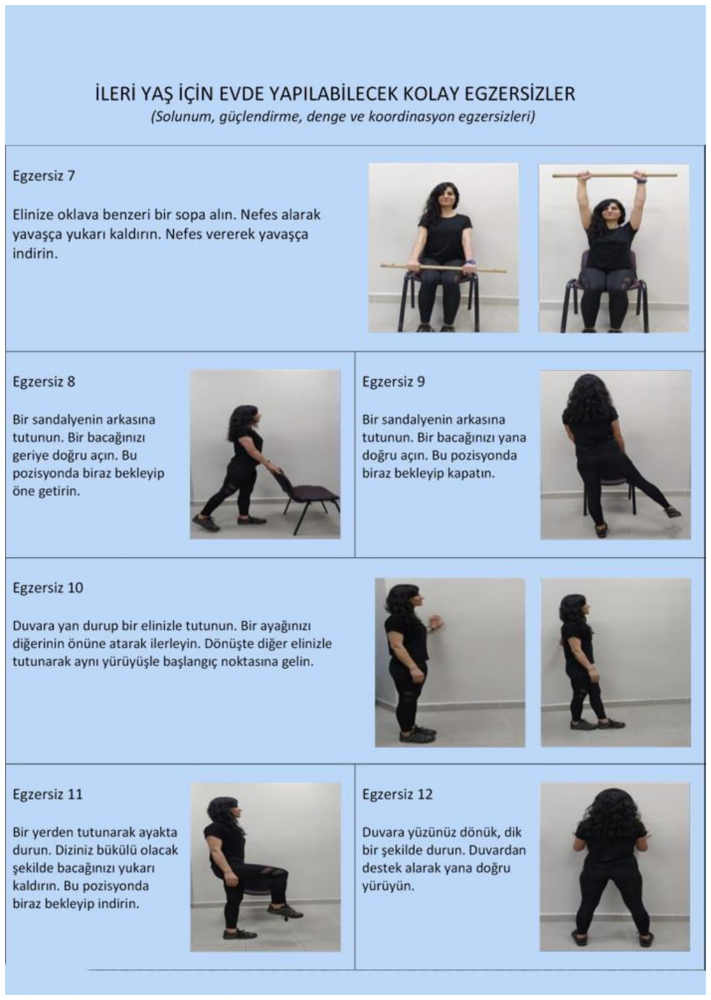 İLERİ YAŞ İÇİN EVDE YAPILABİLECEK KOLAY EGZERSİZLER
(Solunum, güçlendirme, denge ve koordinasyon egzersizleri)
Egzersiz 7
Elinize oklava benzeri bir sopa alın. Nefes alarak
yavaşça yukarı kaldırın. Nefes vererek yavaşça
indirin.
Egzersiz 8
Bir sandalyenin arkasına
tutunun. Bir bacağınızı
geriye doğru açın. Bu
pozisyonda biraz bekleyip
öne getirin.
Egzersiz 9
Bir sandalyenin arkasına
tutunun. Bir bacağınızı yana
doğru açın. Bu pozisyonda
biraz bekleyip kapatın.
Egzersiz 10
Duvara yan durup bir elinizle tutunun. Bir ayağınızı
diğerinin önüne atarak ilerleyin. Dönüşte diğer elinizle
tutunarak aynı yürüyüşle başlangıç noktasına gelin.
Egzersiz 11
Bir yerden tutunarak ayakta
durun. Diziniz bükülü olacak
şekilde bacağınızı yukarı
kaldırın. Bu pozisyonda
biraz bekleyip indirin.
Egzersiz 12
Duvara yüzünüz dönük, dik
bir şekilde durun. Duvardan
destek alarak yana doğru
yürüyün.